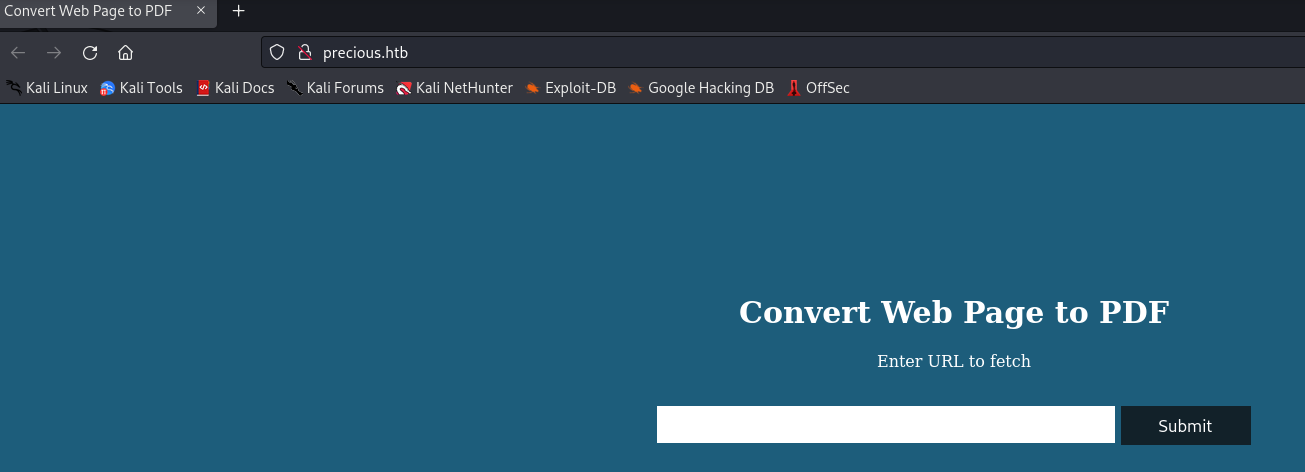 Convert Web Page to PDF
precious.htb
Kali Linux Kali Tools Kali Docs Kali Forums Kali NetHunter Exploit-DB Google Hacking DB OffSec
Convert Web Page to PDF
Enter URL to fetch
Submit